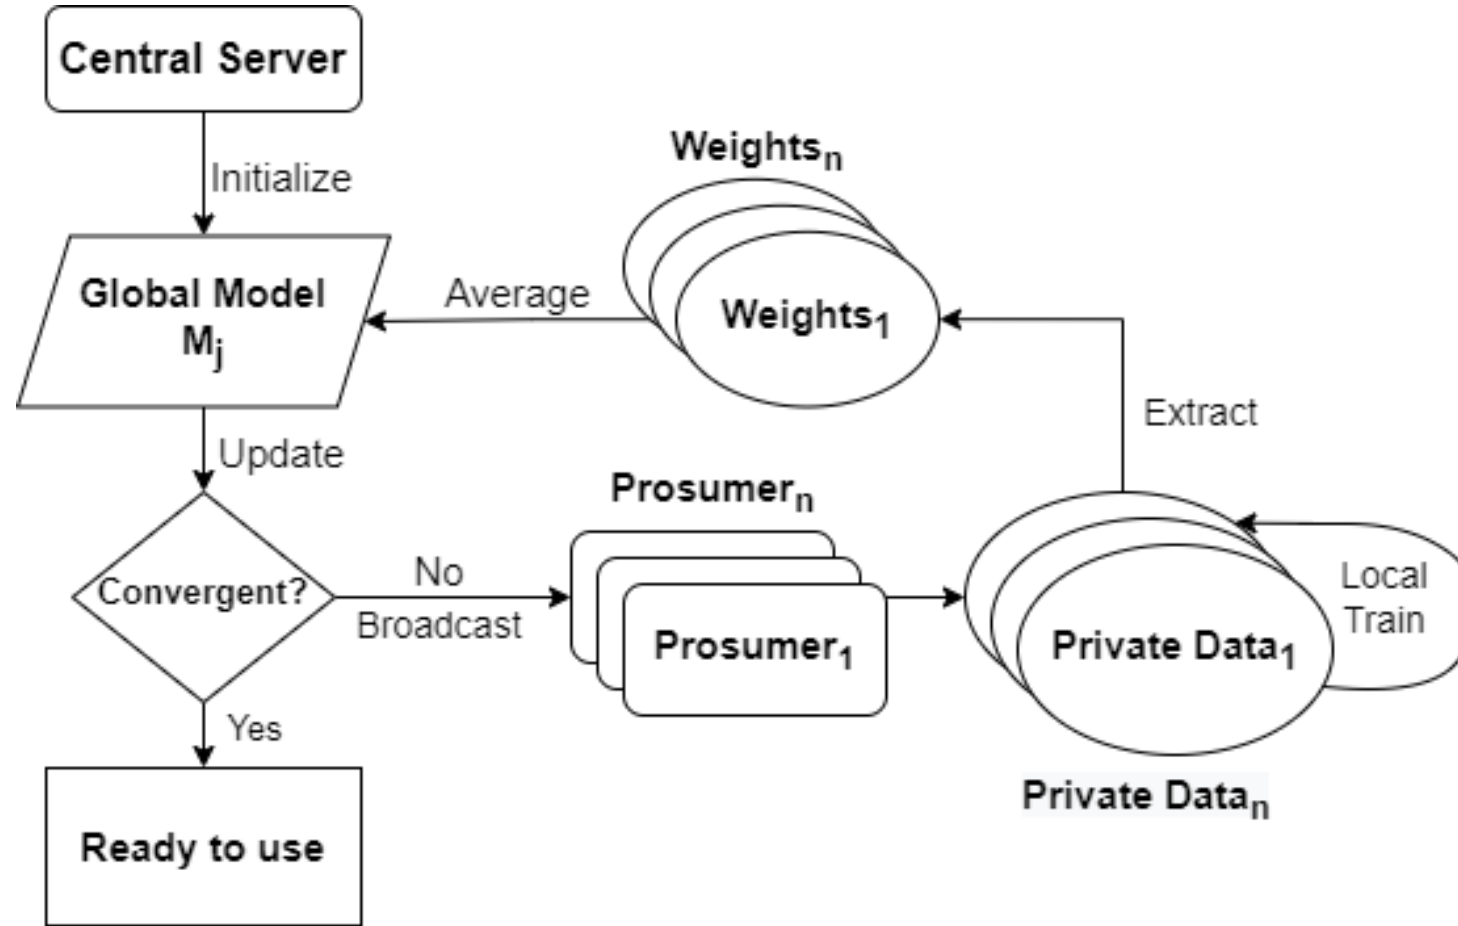 Central Server
Initialize
Weightsₙ
Global Model
Mⱼ
Average
Weights₁
Extract
Update
Prosumerₙ
Convergent?
No
Broadcast
Prosumer₁
Local
Train
Private Data₁
Yes
Private Dataₙ
Ready to use